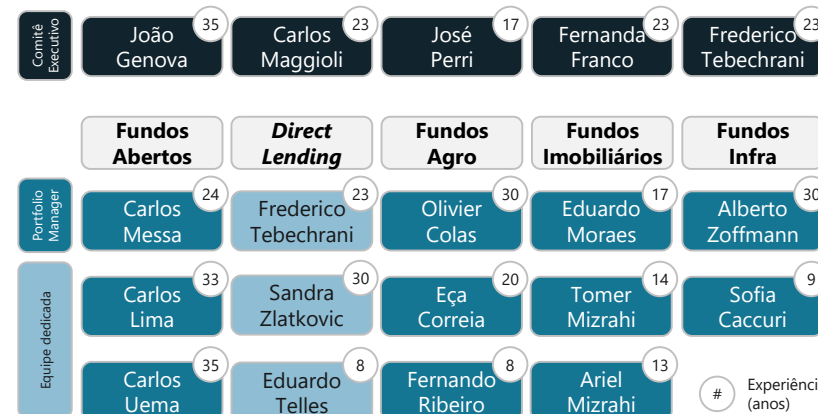 Comitê
Executivo
João
Genova
35
Carlos
Maggioli
23
José
Perri
17
Fernanda
Franco
23
Frederico
Tebechrani
23
Fundos
Abertos
Direct
Lending
Fundos
Agro
Fundos
Imobiliários
Fundos
Infra
Portfolio
Manager
Carlos
Messa
24
Frederico
Tebechrani
23
Olivier
Colas
30
Eduardo
Moraes
17
Alberto
Zoffmann
30
Equipe dedicada
Carlos
Lima
33
Sandra
Zlatkovic
30
Eça
Correia
20
Tomer
Mizrahi
14
Sofia
Caccuri
9
Carlos
Uema
35
Eduardo
Telles
8
Fernando
Ribeiro
8
Ariel
Mizrahi
13
#
Experiênci
(anos)